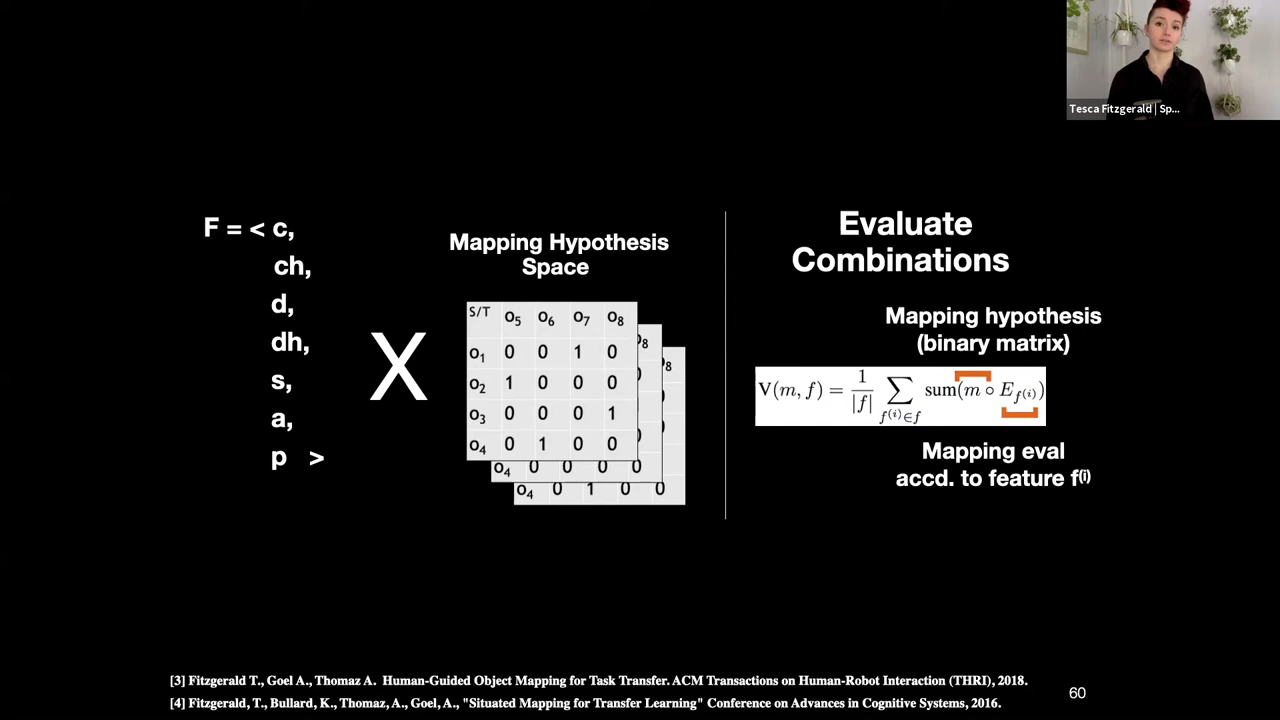 Tesca Fitzgerald | Sp...
F = < c,
ch,
d,
dh,
s,
a,
p >
X
Mapping Hypothesis
Space
S/T o₅ o₆ o₇ o₈
o₁ 0 0 1 0
o₂ 1 0 0 0
o₃ 0 0 0 1
o₄ 0 1 0 0
o₈
o₄ 0 0 0 0
o₈
o₄ 0 1 0 0
Evaluate
Combinations
Mapping hypothesis
(binary matrix)
V(m, f) = 1/|f| ∑_{f^{(i)}∈f} sum(m ∘ E_{f^{(i)}})
Mapping eval
accd. to feature f⁽ⁱ⁾
[3] Fitzgerald T., Goel A., Thomaz A. Human-Guided Object Mapping for Task Transfer. ACM Transactions on Human-Robot Interaction (THRI), 2018.
[4] Fitzgerald, T., Bullard, K., Thomaz, A., Goel, A., "Situated Mapping for Transfer Learning" Conference on Advances in Cognitive Systems, 2016.
60